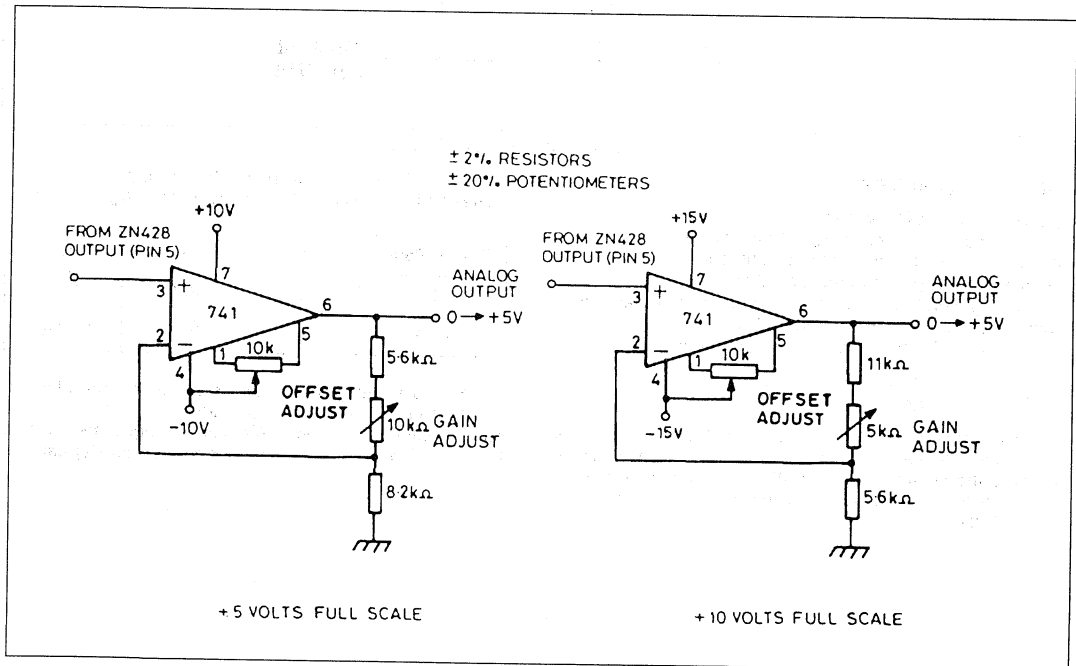 ± 2% RESISTORS
± 20% POTENTIOMETERS
+10V
FROM ZN428
OUTPUT (PIN 5)
7
3
+
741
6
ANALOG
OUTPUT
0 → +5V
2
−
5
1
10k
4
OFFSET
ADJUST
-10V
5·6kΩ
10kΩ GAIN
ADJUST
8·2kΩ
+5 VOLTS FULL SCALE
+15V
FROM ZN428
OUTPUT (PIN 5)
7
3
+
741
6
ANALOG
OUTPUT
0 → +5V
2
−
5
1
10k
4
OFFSET
ADJUST
-15V
11kΩ
5kΩ GAIN
ADJUST
5·6kΩ
+10 VOLTS FULL SCALE